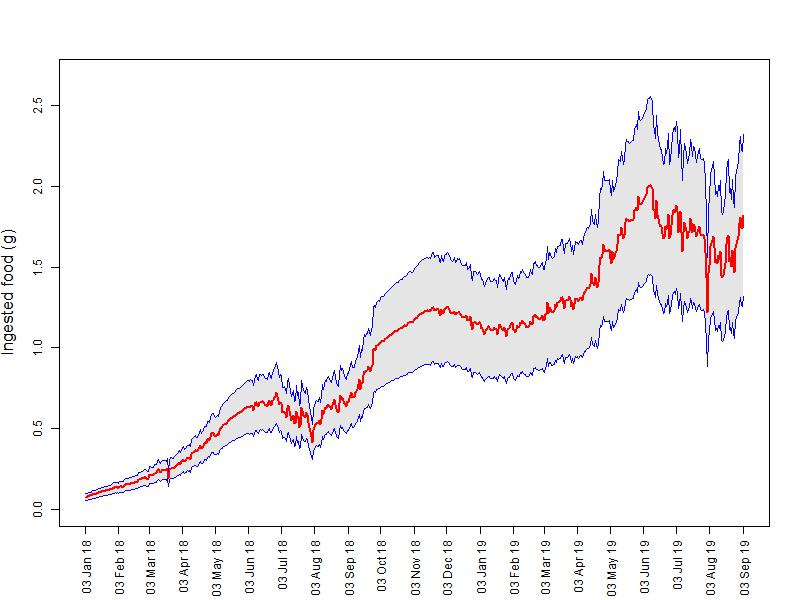 Ingested food (g)
2.5
2.0
1.5
1.0
0.5
0.0
03 Jan 18
03 Feb 18
03 Mar 18
03 Apr 18
03 May 18
03 Jun 18
03 Jul 18
03 Aug 18
03 Sep 18
03 Oct 18
03 Nov 18
03 Dec 18
03 Jan 19
03 Feb 19
03 Mar 19
03 Apr 19
03 May 19
03 Jun 19
03 Jul 19
03 Aug 19
03 Sep 19